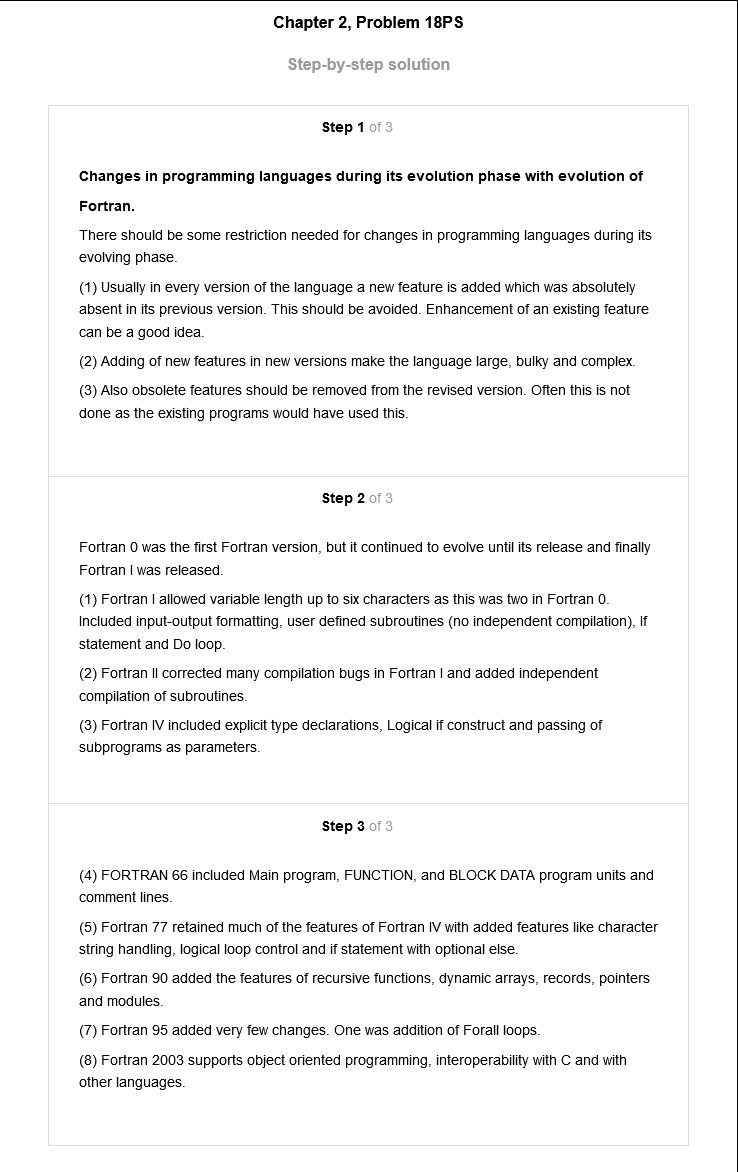 Chapter 2, Problem 18PS
Step-by-step solution
Step 1 of 3
Changes in programming languages during its evolution phase with evolution of
Fortran.
There should be some restriction needed for changes in programming languages during its
evolving phase.
(1) Usually in every version of the language a new feature is added which was absolutely
absent in its previous version. This should be avoided. Enhancement of an existing feature
can be a good idea.
(2) Adding of new features in new versions make the language large, bulky and complex.
(3) Also obsolete features should be removed from the revised version. Often this is not
done as the existing programs would have used this.
Step 2 of 3
Fortran 0 was the first Fortran version, but it continued to evolve until its release and finally
Fortran I was released.
(1) Fortran I allowed variable length up to six characters as this was two in Fortran 0.
Included input-output formatting, user defined subroutines (no independent compilation), If
statement and Do loop.
(2) Fortran II corrected many compilation bugs in Fortran I and added independent
compilation of subroutines.
(3) Fortran IV included explicit type declarations, Logical if construct and passing of
subprograms as parameters.
Step 3 of 3
(4) FORTRAN 66 included Main program, FUNCTION, and BLOCK DATA program units and
comment lines.
(5) Fortran 77 retained much of the features of Fortran IV with added features like character
string handling, logical loop control and if statement with optional else.
(6) Fortran 90 added the features of recursive functions, dynamic arrays, records, pointers
and modules.
(7) Fortran 95 added very few changes. One was addition of Forall loops.
(8) Fortran 2003 supports object oriented programming, interoperability with C and with
other languages.